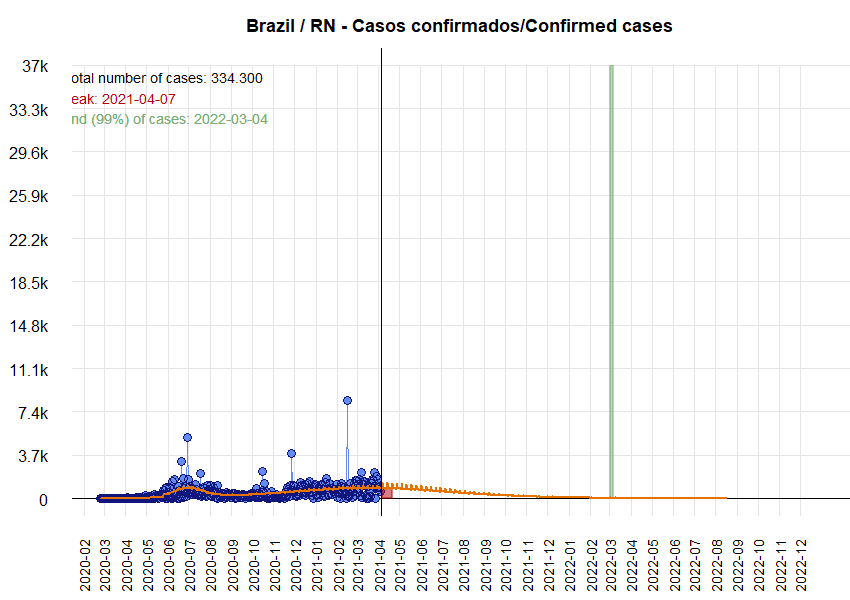 Brazil / RN - Casos confirmados/Confirmed cases
37k
otal number of cases: 334.300
eak: 2021-04-07
33.3k
nd (99%) of cases: 2022-03-04
29.6k
25.9k
22.2k
18.5k
14.8k
11.1k
7.4k
3.7k
0
2020-02
2020-03
2020-04
2020-05
2020-06
2020-07
2020-08
2020-09
2020-10
2020-11
2020-12
2021-01
2021-02
2021-03
2021-04
2021-05
2021-06
2021-07
2021-08
2021-09
2021-10
2021-11
2021-12
2022-01
2022-02
2022-03
2022-04
2022-05
2022-06
2022-07
2022-08
2022-09
2022-10
2022-11
2022-12